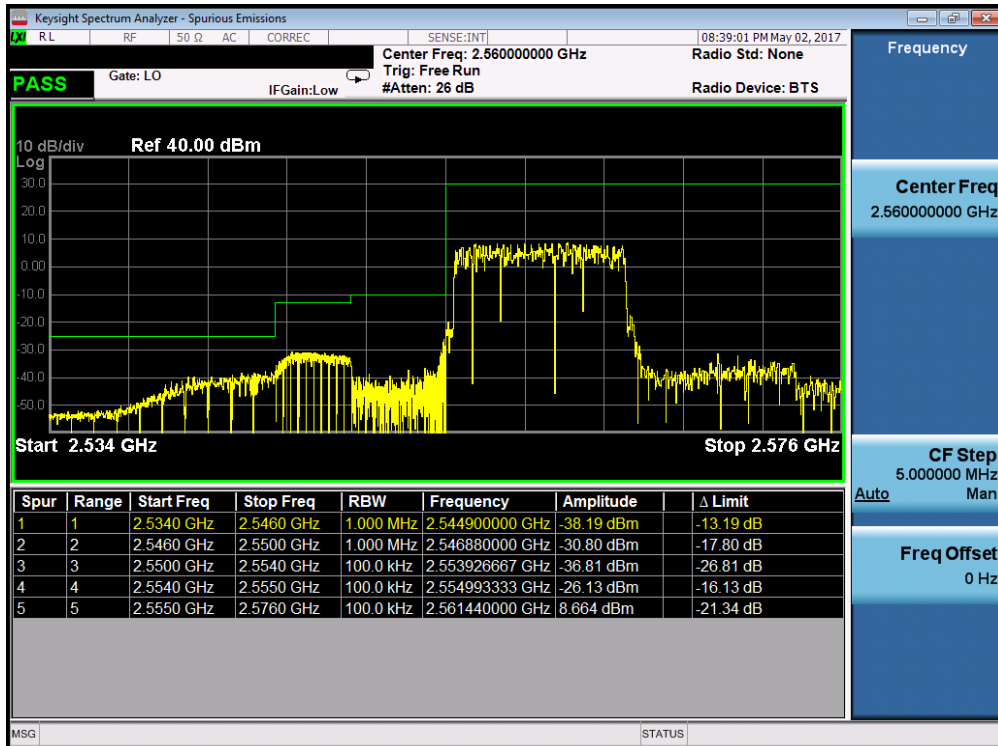 Keysight Spectrum Analyzer - Spurious Emissions
LXI RL RF 50 Ω AC CORREC SENSE:INT 08:39:01 PM May 02, 2017
Center Freq: 2.560000000 GHz Radio Std: None
Gate: LO Trig: Free Run
PASS IFGain:Low #Atten: 26 dB Radio Device: BTS
10 dB/div Ref 40.00 dBm
Log
30.0
20.0
10.0
0.00
-10.0
-20.0
-30.0
-40.0
-50.0
Start 2.534 GHz Stop 2.576 GHz
Spur Range Start Freq Stop Freq RBW Frequency Amplitude Δ Limit
1 1 2.5340 GHz 2.5460 GHz 1.000 MHz 2.544900000 GHz -38.19 dBm -13.19 dB
2 2 2.5460 GHz 2.5500 GHz 1.000 MHz 2.546880000 GHz -30.80 dBm -17.80 dB
3 3 2.5500 GHz 2.5540 GHz 100.0 kHz 2.553926667 GHz -36.81 dBm -26.81 dB
4 4 2.5540 GHz 2.5550 GHz 100.0 kHz 2.554993333 GHz -26.13 dBm -16.13 dB
5 5 2.5550 GHz 2.5760 GHz 100.0 kHz 2.561440000 GHz 8.664 dBm -21.34 dB
MSG STATUS
Frequency
Center Freq
2.560000000 GHz
CF Step
5.000000 MHz
Auto Man
Freq Offset
0 Hz